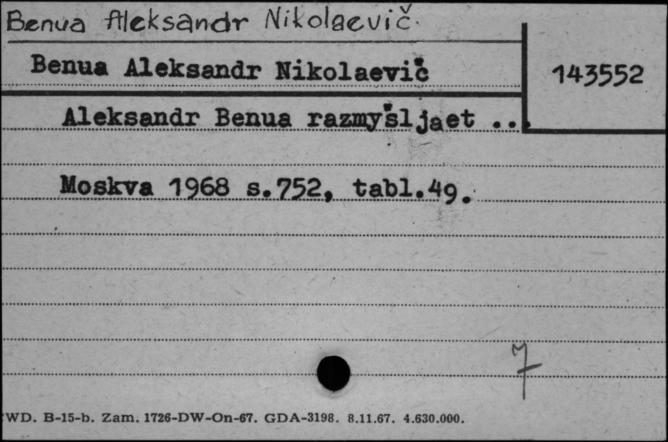 Benua Aleksandr Nikolaevič.
Benua Aleksandr Nikolaevič
143552
Aleksandr Benua razmyšljaet ...
Moskva 1968 s.752, tabl.49.
7
WD. B-15-b. Zam. 1726-DW-On-67. GDA-3198. 8.11.67. 4.630.000.